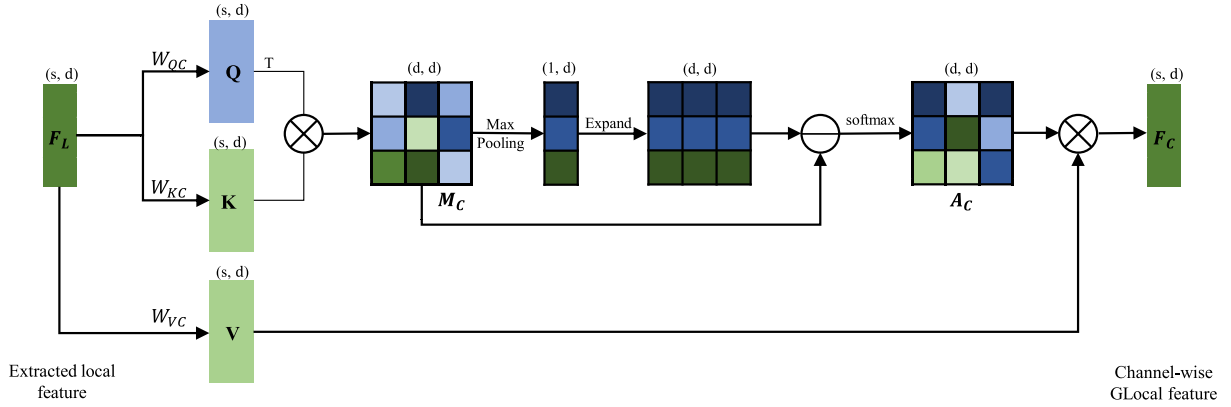 (s, d)
W_QC
Q
T
(s, d)
F_L
(s, d)
W_KC
K
(d, d)
M_C
Max
Pooling
(1, d)
Expand
(d, d)
softmax
(d, d)
A_C
(s, d)
F_C
(s, d)
W_VC
V
Extracted local
feature
Channel-wise
GLocal feature